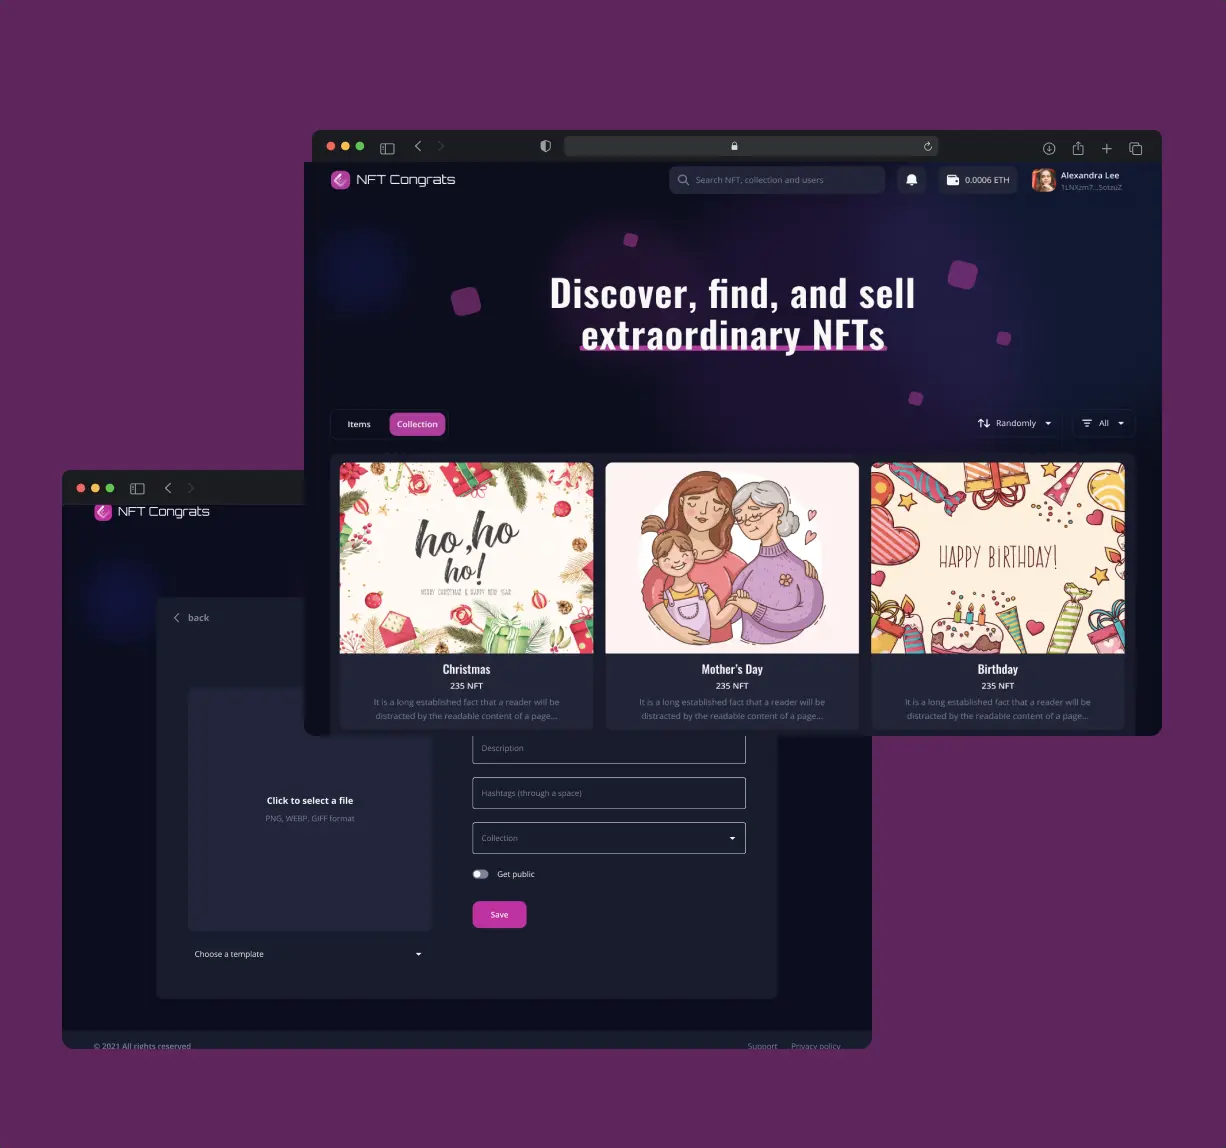 NFT Congrats
Search NFT, collection and users
0.0006 ETH
Alexandra Lee
1LNXzm7...5otzuZ
Discover, find, and sell
extraordinary NFTs
Items
Collection
Randomly
All
ho,ho
ho!
MERRY CHRISTMAS & HAPPY NEW YEAR
HAPPY BIRTHDAY!
Christmas
235 NFT
It is a long established fact that a reader will be
distracted by the readable content of a page...
Mother's Day
235 NFT
It is a long established fact that a reader will be
distracted by the readable content of a page...
Birthday
235 NFT
It is a long established fact that a reader will be
distracted by the readable content of a page...
NFT Congrats
back
Click to select a file
PNG, WEBP, GIFF format
Choose a template
Description
Hashtags (through a space)
Collection
Get public
Save
© 2021 All rights reserved
Support
Privacy policy